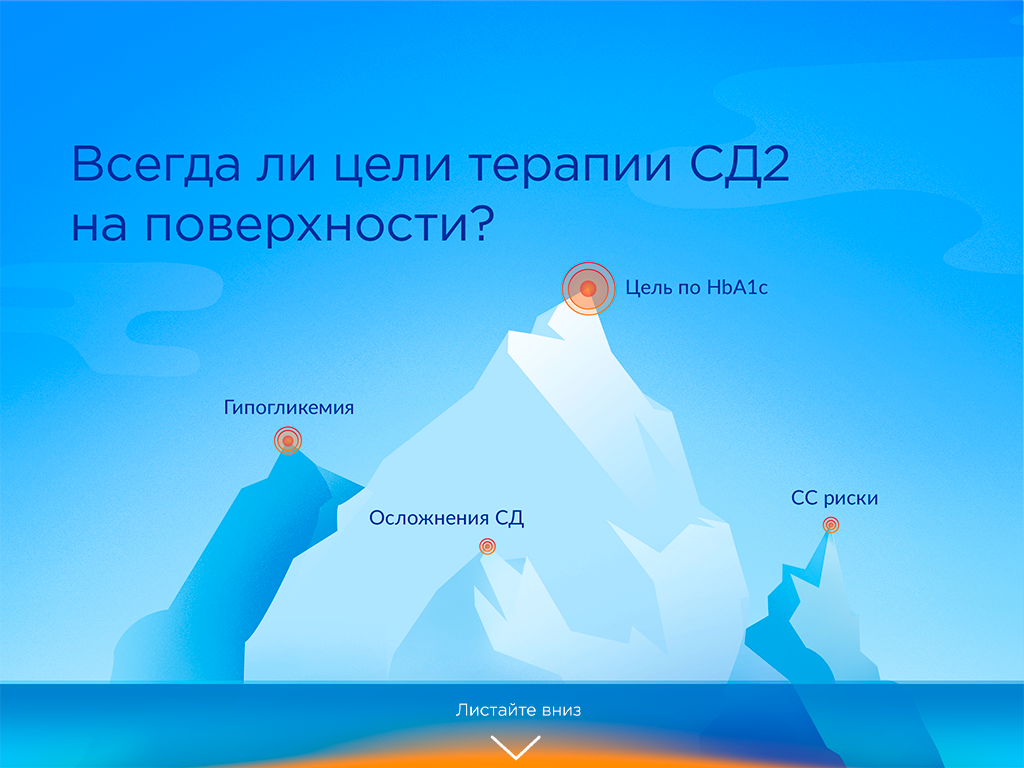 Всегда ли цели терапии СД2
на поверхности?
Цель по HbA1c
Гипогликемия
СС риски
Осложнения СД
Листайте вниз